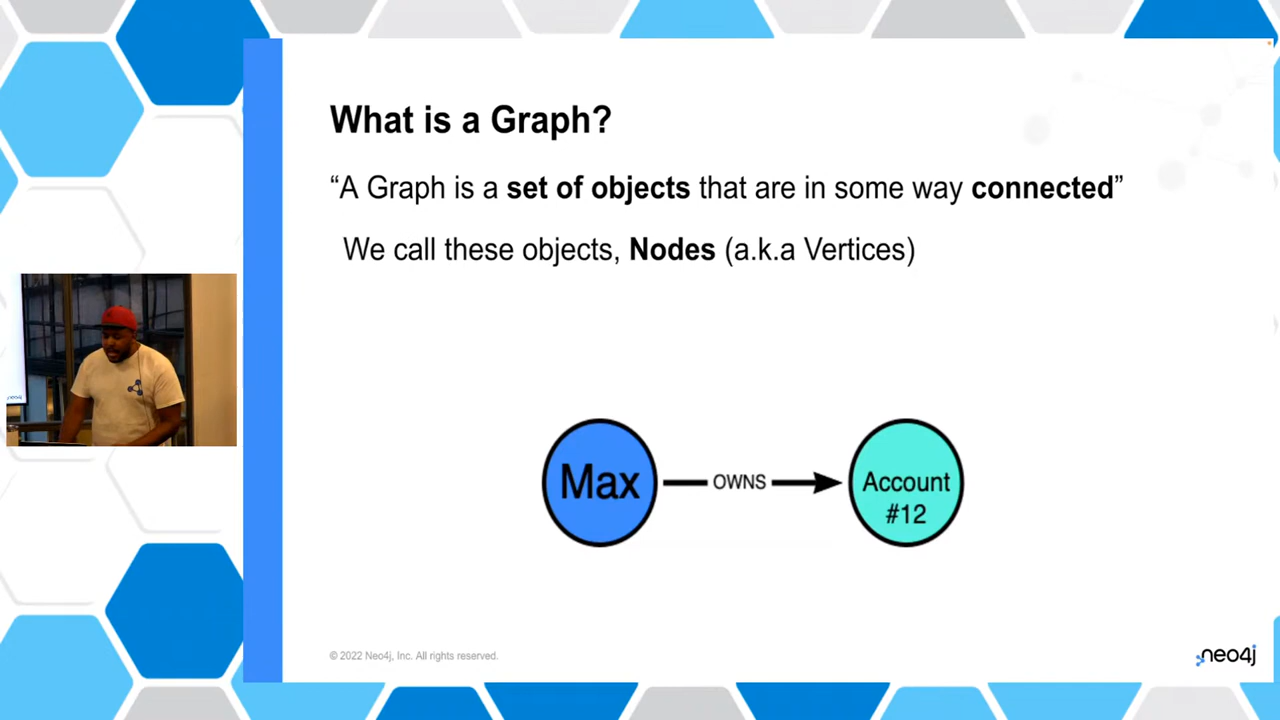 What is a Graph?
“A Graph is a set of objects that are in some way connected”
We call these objects, Nodes (a.k.a Vertices)
Max
OWNS
Account
#12
© 2022 Neo4j, Inc. All rights reserved.
neo4j
neo4j